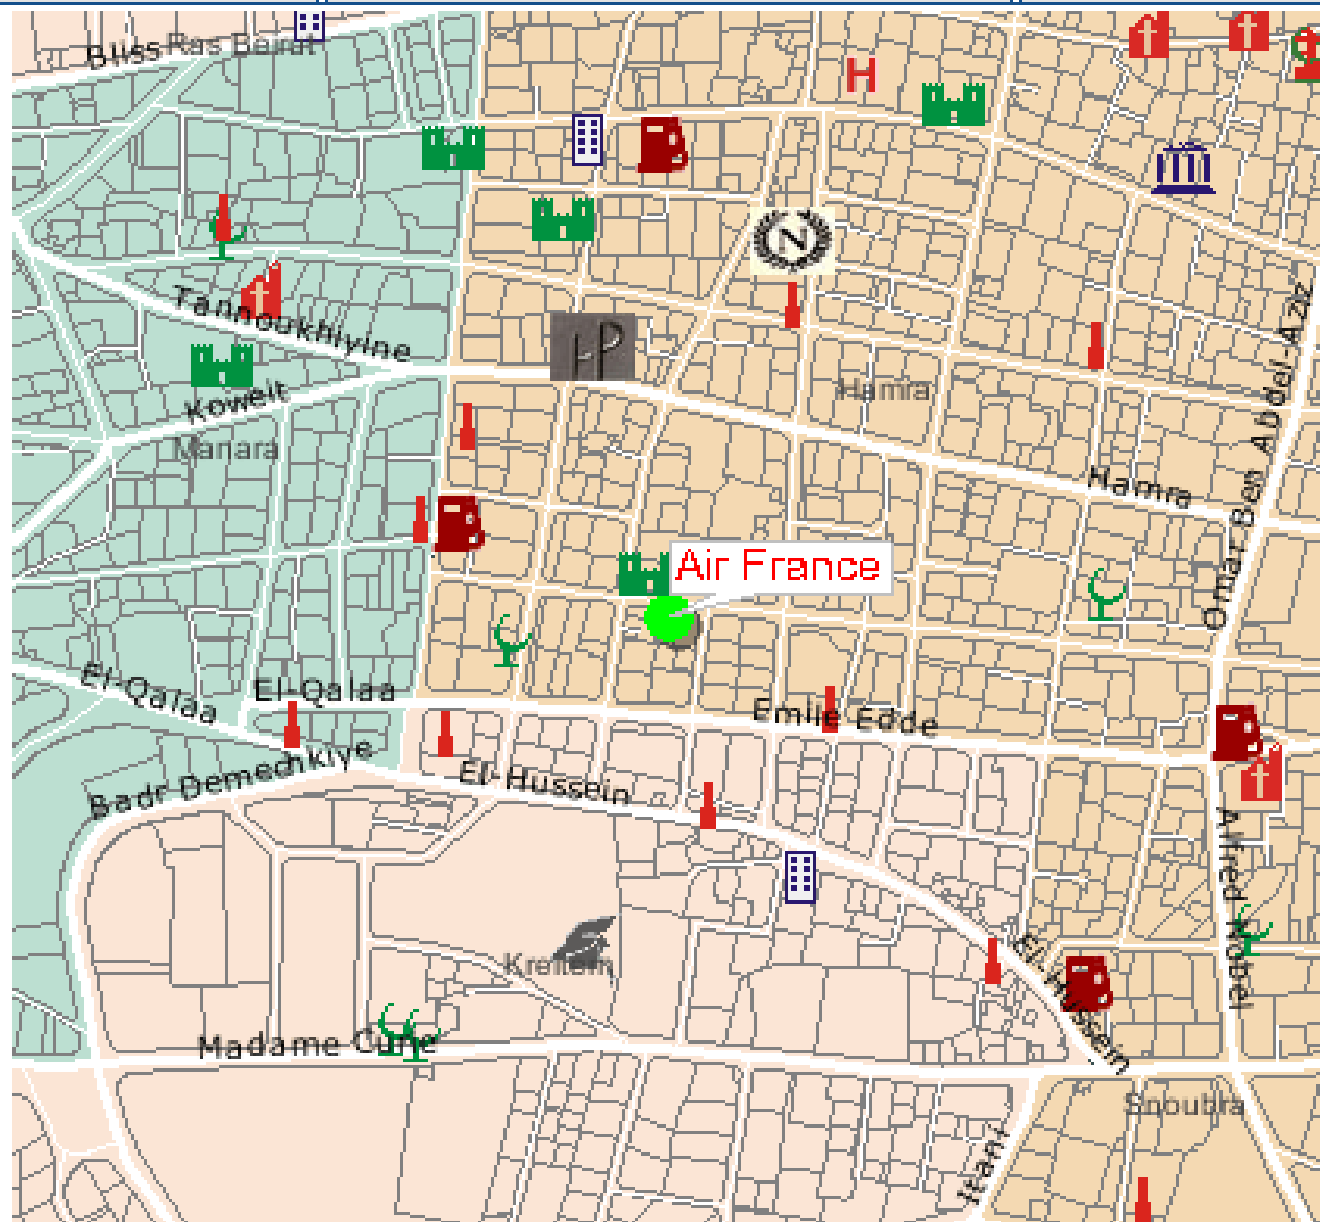 Bliss
Ras Beirut
H
Tannoukhiyine
Hamra
Koweit
Manara
Hamra
Omar Ben Abdel-Aziz
Air France
El-Qalaa
El-Qalaa
Emile Edde
Badr Demechkiye
El-Hussein
Alfred Nobel
El-Hussein
Kreitem
Madame Curie
Snoubra
Itani